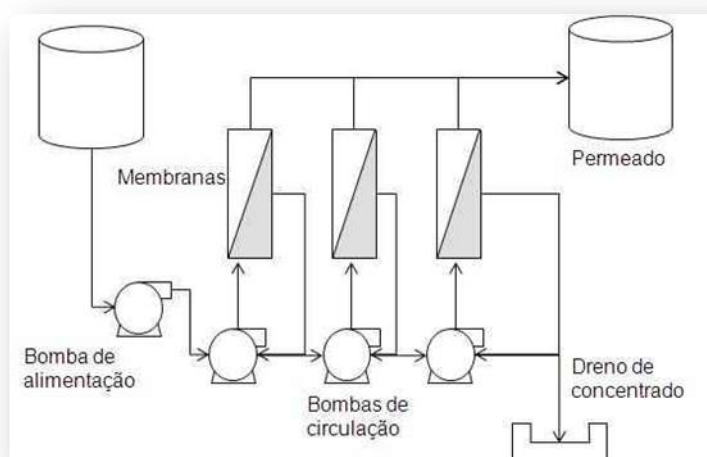 Membranas
Permeado
Bomba de
alimentação
Bombas de
circulação
Dreno de
concentrado